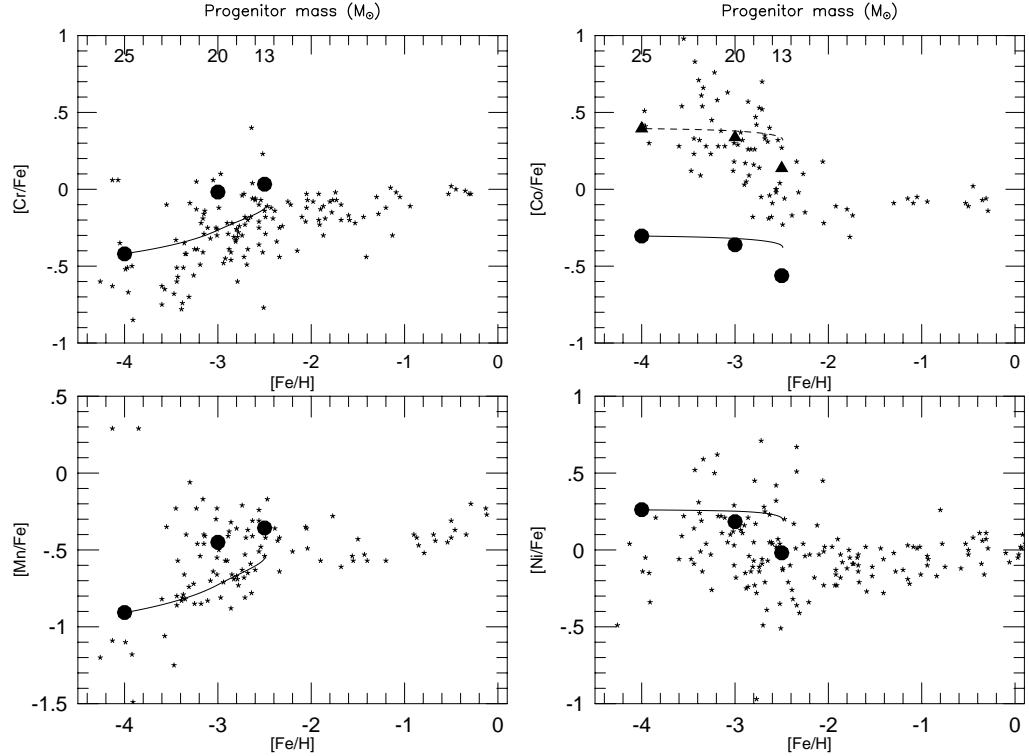 Progenitor mass (M⊙) Progenitor mass (M⊙)
25 20 13
1
.5
0
-.5
-1
[Cr/Fe]
-4 -3 -2 -1 0
[Fe/H]
25 20 13
1
.5
0
-.5
-1
[Co/Fe]
-4 -3 -2 -1 0
[Fe/H]
.5
0
-.5
-1
-1.5
[Mn/Fe]
-4 -3 -2 -1 0
[Fe/H]
1
.5
0
-.5
-1
[Ni/Fe]
-4 -3 -2 -1 0
[Fe/H]